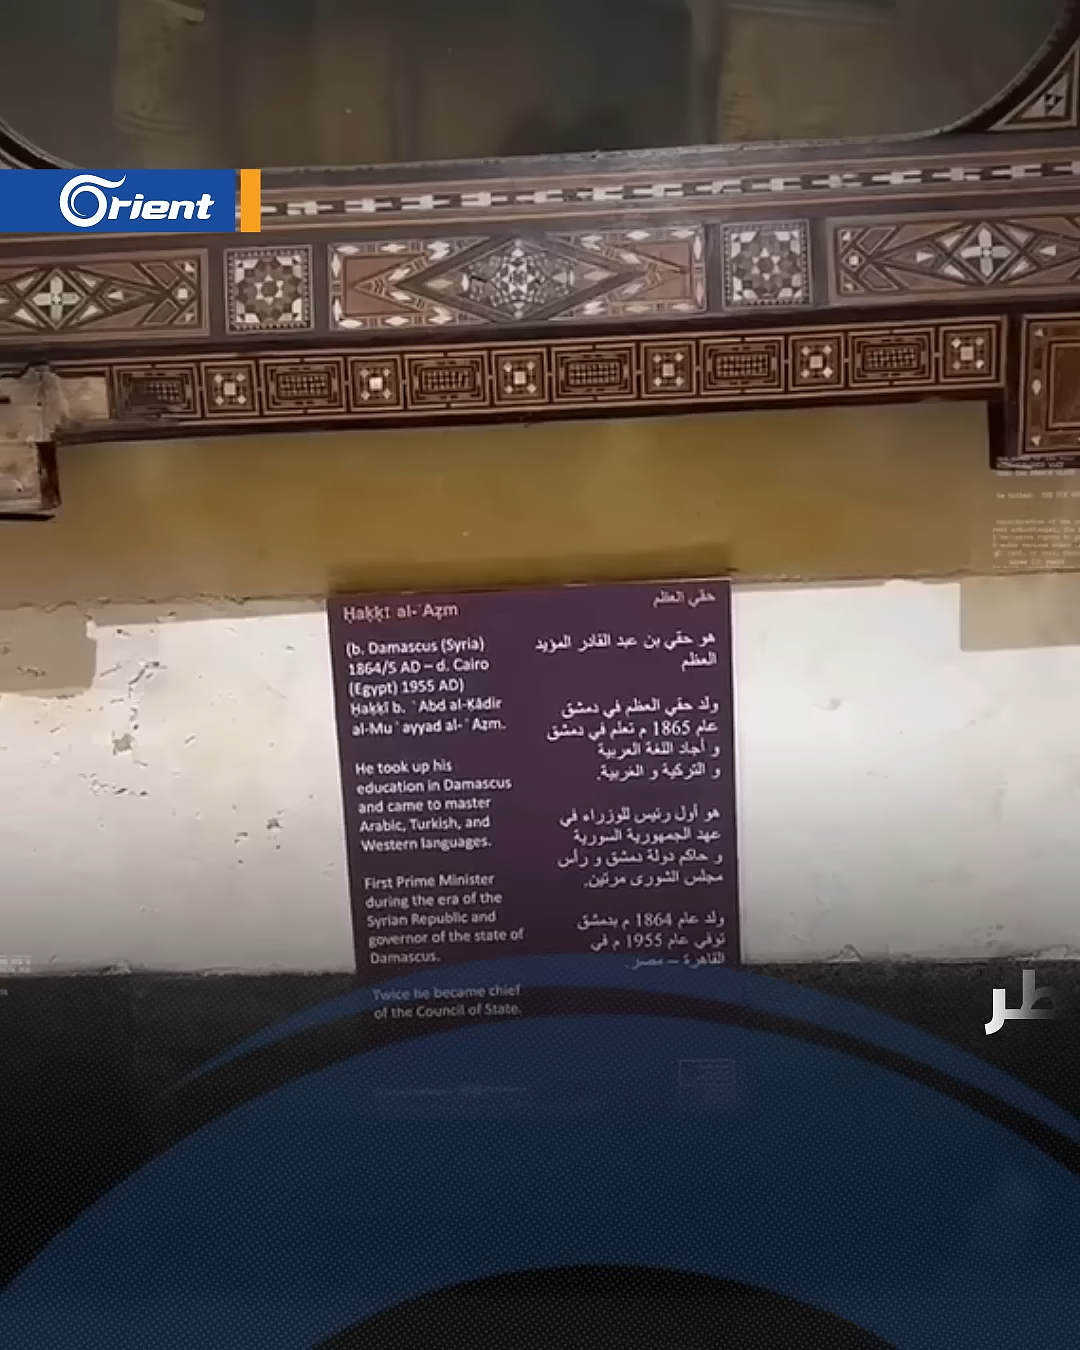 Orient
Ḥaḳḳī al-ʿAẓm
(b. Damascus (Syria)
1864/5 AD – d. Cairo
(Egypt) 1955 AD)
Ḥaḳḳī b. ʿAbd al-Ḳādir
al-Muʾayyad al-ʿAẓm.
He took up his
education in Damascus
and came to master
Arabic, Turkish, and
Western languages.
First Prime Minister
during the era of the
Syrian Republic and
governor of the state of
Damascus.
Twice he became chief
of the Council of State.
حقي العظم
هو حقي بن عبد القادر المؤيد
العظم
ولد حقي العظم في دمشق
عام 1865 م تعلم في دمشق
و أجاد اللغة العربية
و التركية و الغربية.
هو أول رئيس للوزراء في
عهد الجمهورية السورية
و حاكم دولة دمشق و رأس
مجلس الشورى مرتين.
ولد عام 1864 م بدمشق
توفي عام 1955 م في
القاهرة – مصر.